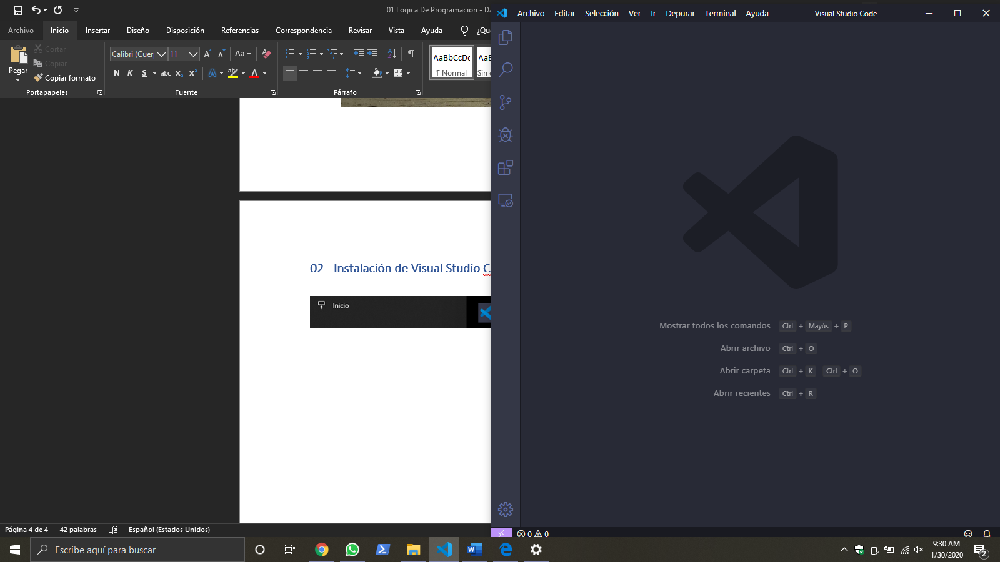 01 Logica De Programacion - Da
Archivo Inicio Insertar Diseño Disposición Referencias Correspondencia Revisar Vista Ayuda ¿Qu
Pegar
Cortar
Copiar
Copiar formato
Portapapeles
Calibri (Cuer 11
Aa
N K S abc x₂ x² A ab A
Fuente
Párrafo
AaBbCcDc
¶ Normal
AaB
Sin
02 - Instalación de Visual Studio C
Inicio
Página 4 de 4 42 palabras Español (Estados Unidos)
Archivo Editar Selección Ver Ir Depurar Terminal Ayuda Visual Studio Code
Mostrar todos los comandos Ctrl + Mayús + P
Abrir archivo Ctrl + O
Abrir carpeta Ctrl + K Ctrl + O
Abrir recientes Ctrl + R
0 0
Escribe aquí para buscar
9:30 AM
1/30/2020
2